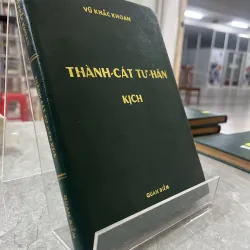 VŨ KHẮC KHOAN
THÀNH-CÁT TƯ-HÃN
KỊCH
QUAN ĐIỂM